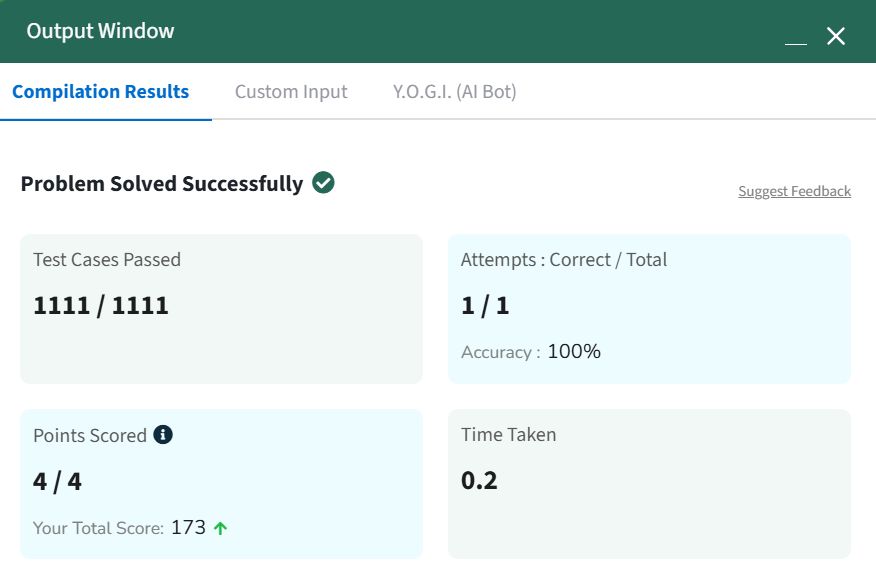 Output Window
Compilation Results
Custom Input
Y.O.G.I. (AI Bot)
Problem Solved Successfully
Suggest Feedback
Test Cases Passed
1111 / 1111
Attempts : Correct / Total
1 / 1
Accuracy : 100%
Points Scored
4 / 4
Your Total Score: 173
Time Taken
0.2